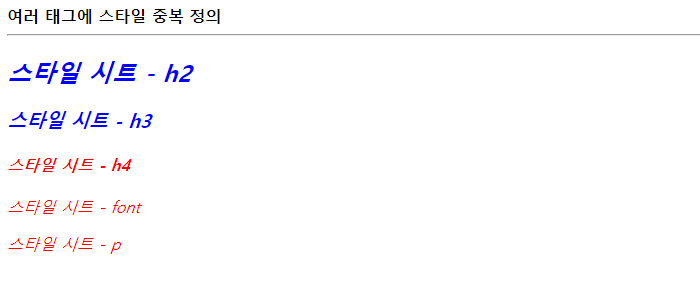 여러 태그에 스타일 중복 정의
스타일 시트 - h2
스타일 시트 - h3
스타일 시트 - h4
스타일 시트 - font
스타일 시트 - p